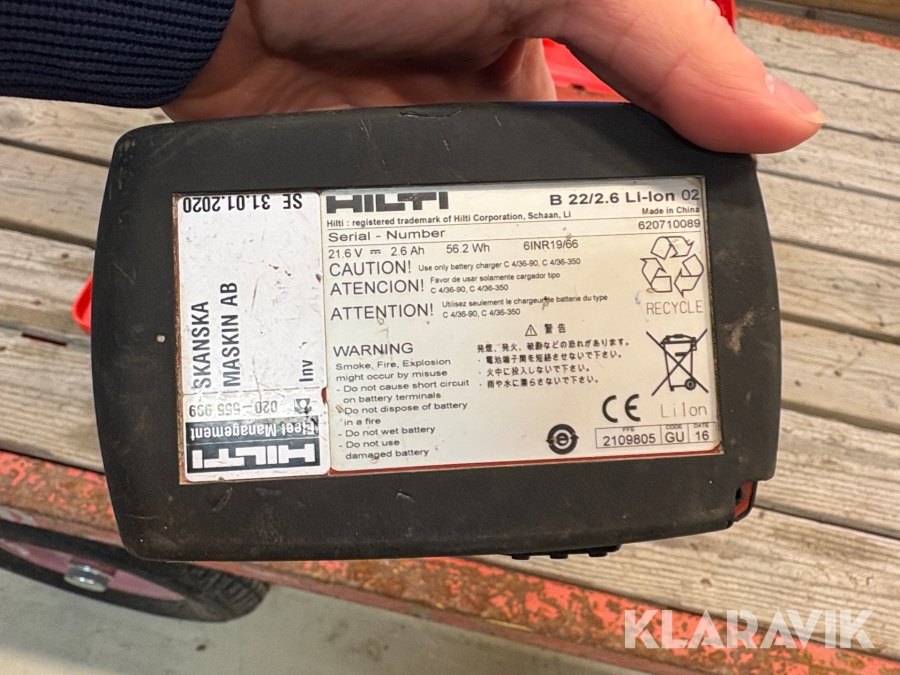 HILTI
B 22/2.6 Li-Ion 02
Hilti : registered trademark of Hilti Corporation, Schaan, Li
Made in China
Serial - Number
620710089
21.6 V ⎓ 2.6 Ah 56.2 Wh 6INR19/66
CAUTION! Use only battery charger C 4/36-90, C 4/36-350
ATENCION! Favor de usar solamente cargador tipo
C 4/36-90, C 4/36-350
ATTENTION! Utilisez seulement le chargeur de batterie du type
C 4/36-90, C 4/36-350
RECYCLE
WARNING
Smoke, Fire, Explosion
might occur by misuse
- Do not cause short circuit
on battery terminals
- Do not dispose of battery
in a fire
- Do not wet battery
- Do not use
damaged battery
⚠ 警告
発煙、発火、破裂などの恐れがあります。
・電池端子間を短絡させないで下さい。
・火中に投入しないで下さい。
・雨や水に濡らさないで下さい。
CE
Li Ion
e
PFE CODE DATE
2109805 GU 16
SE 31.01.2020
SKANSKA
MASKIN AB
Inv
020-555 999
Fleet Management
HILTI
KLARAVIK